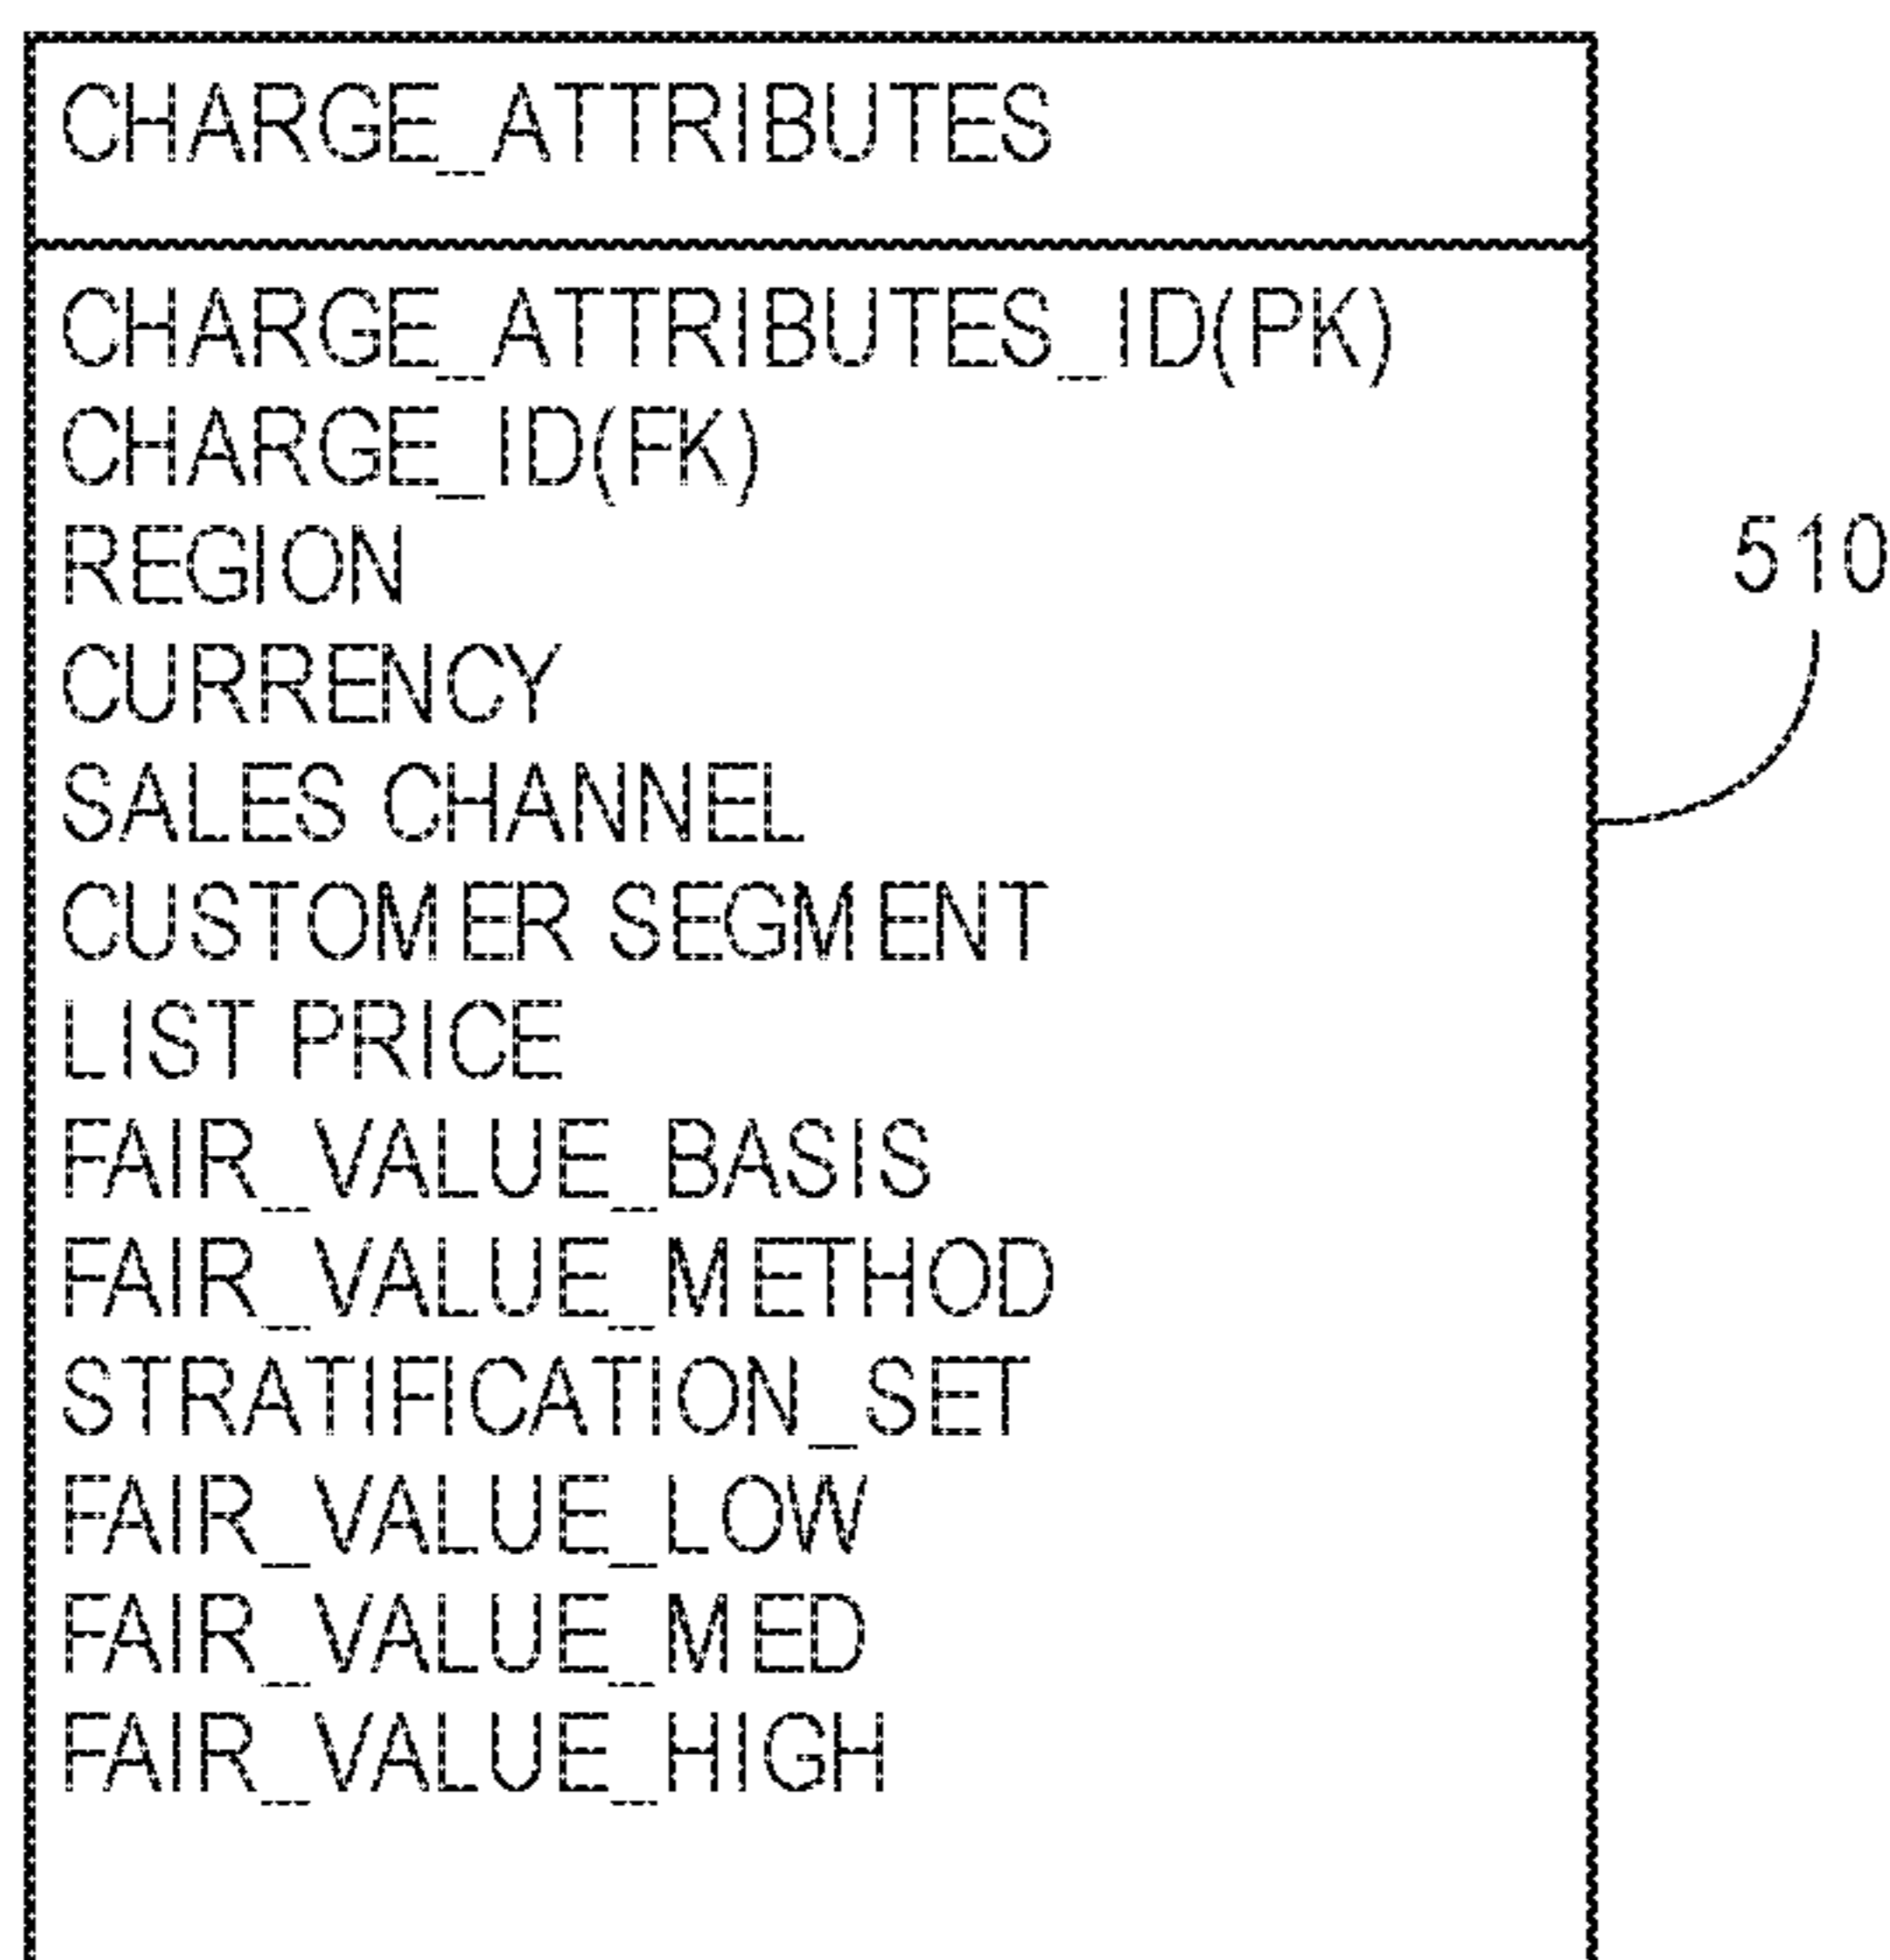 CHARGE_ATTRIBUTES
CHARGE_ATTRIBUTES_ID(PK)
CHARGE_ID(FK)
REGION
CURRENCY
SALES CHANNEL
CUSTOMER SEGMENT
LIST PRICE
FAIR_VALUE_BASIS
FAIR_VALUE_METHOD
STRATIFICATION_SET
FAIR_VALUE_LOW
FAIR_VALUE_MED
FAIR_VALUE_HIGH
510